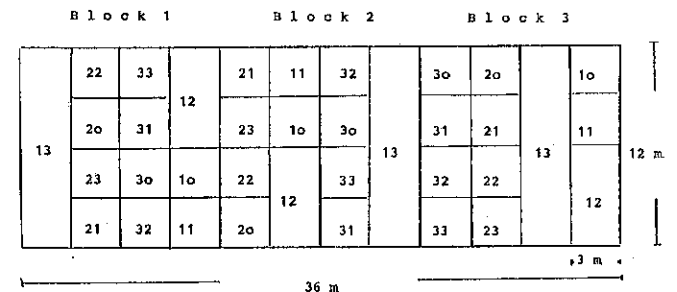 Block 1 Block 2 Block 3
22 33 21 11 32 3o 2o 1o
12
2o 31 23 1o 3o 31 21 11
13 13 13 12 m
23 3o 1o 22 33 32 22
12 12
21 32 11 2o 31 33 23
3 m
36 m